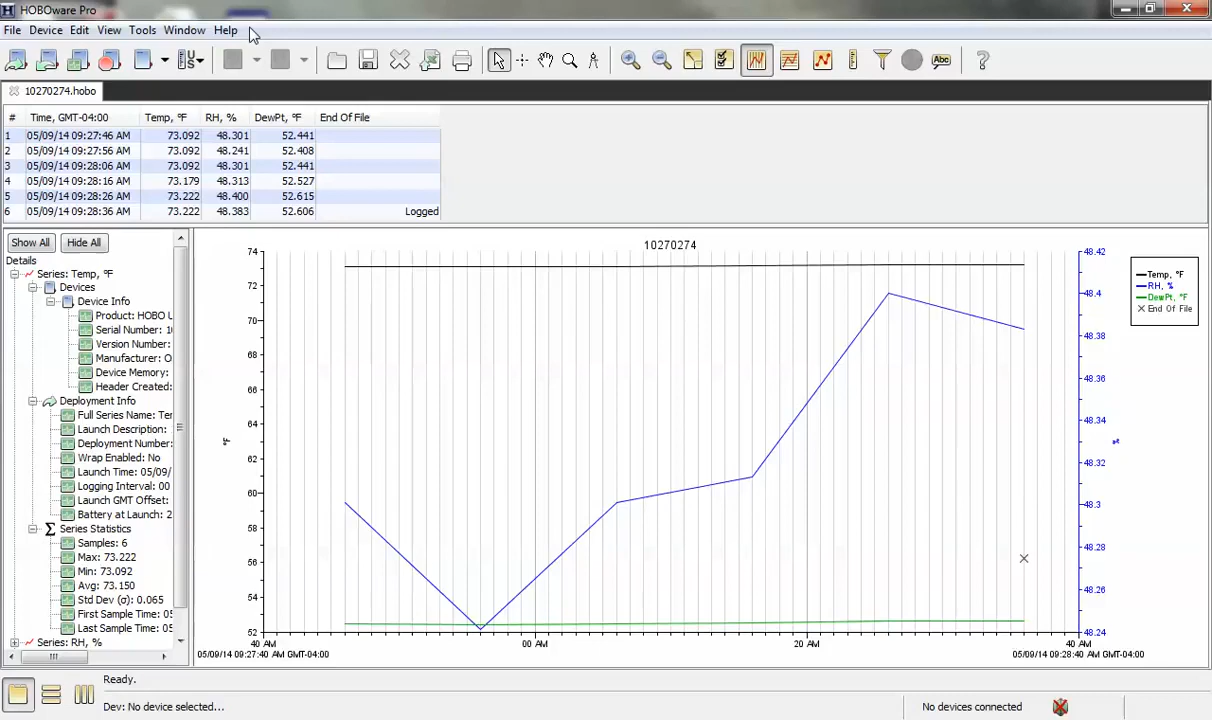 HOBOware Pro
File Device Edit View Tools Window Help
Abc
10270274.hobo
# Time, GMT-04:00 Temp, °F RH, % DewPt, °F End Of File
1 05/09/14 09:27:46 AM 73.092 48.301 52.441
2 05/09/14 09:27:56 AM 73.092 48.241 52.408
3 05/09/14 09:28:06 AM 73.092 48.301 52.441
4 05/09/14 09:28:16 AM 73.179 48.313 52.527
5 05/09/14 09:28:26 AM 73.222 48.400 52.615
6 05/09/14 09:28:36 AM 73.222 48.383 52.606 Logged
Show All Hide All
Details
Series: Temp, °F
Devices
Device Info
Product: HOBO U
Serial Number: 10
Version Number:
Manufacturer: O
Device Memory:
Header Created:
Deployment Info
Full Series Name: Ter
Launch Description:
Deployment Number:
Wrap Enabled: No
Launch Time: 05/09/
Logging Interval: 00
Launch GMT Offset:
Battery at Launch: 2
Series Statistics
Samples: 6
Max: 73.222
Min: 73.092
Avg: 73.150
Std Dev (σ): 0.065
First Sample Time: 05
Last Sample Time: 05
Series: RH, %
10270274
74
72
70
68
66
64
62
60
58
56
54
52
°F
48.42
48.4
48.38
48.36
48.34
48.32
48.3
48.28
48.26
48.24
Temp, °F
RH, %
DewPt, °F
End Of File
40 AM 00 AM 20 AM 40 AM
05/09/14 09:27:40 AM GMT-04:00 05/09/14 09:28:40 AM GMT-04:00
Ready.
Dev: No device selected... No devices connected